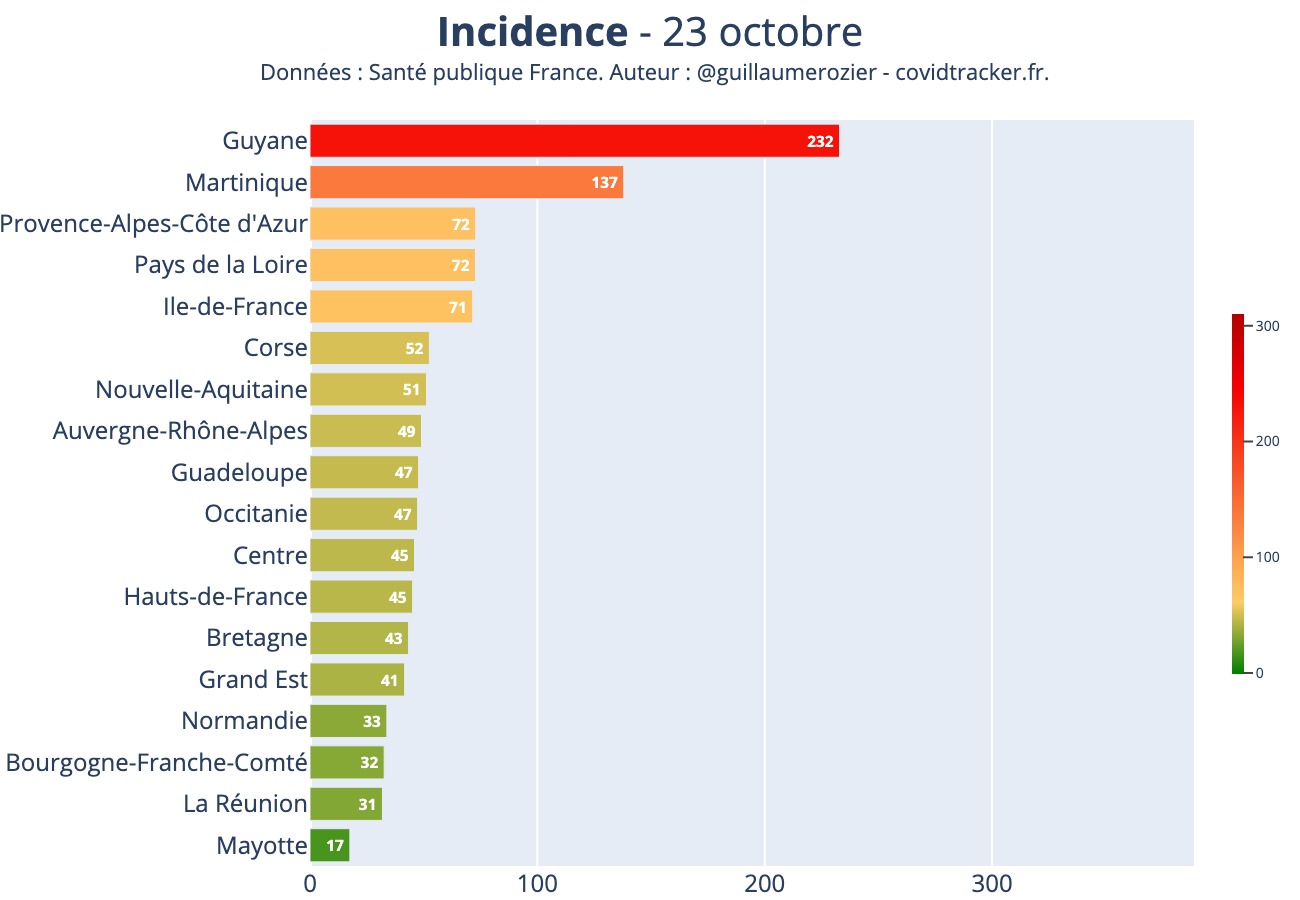 Incidence - 23 octobre
Données : Santé publique France. Auteur : @guillaumerozier - covidtracker.fr.
Guyane 232
Martinique 137
Provence-Alpes-Côte d'Azur 72
Pays de la Loire 72
Ile-de-France 71
Corse 52
Nouvelle-Aquitaine 51
Auvergne-Rhône-Alpes 49
Guadeloupe 47
Occitanie 47
Centre 45
Hauts-de-France 45
Bretagne 43
Grand Est 41
Normandie 33
Bourgogne-Franche-Comté 32
La Réunion 31
Mayotte 17
0 100 200 300
300
200
100
0